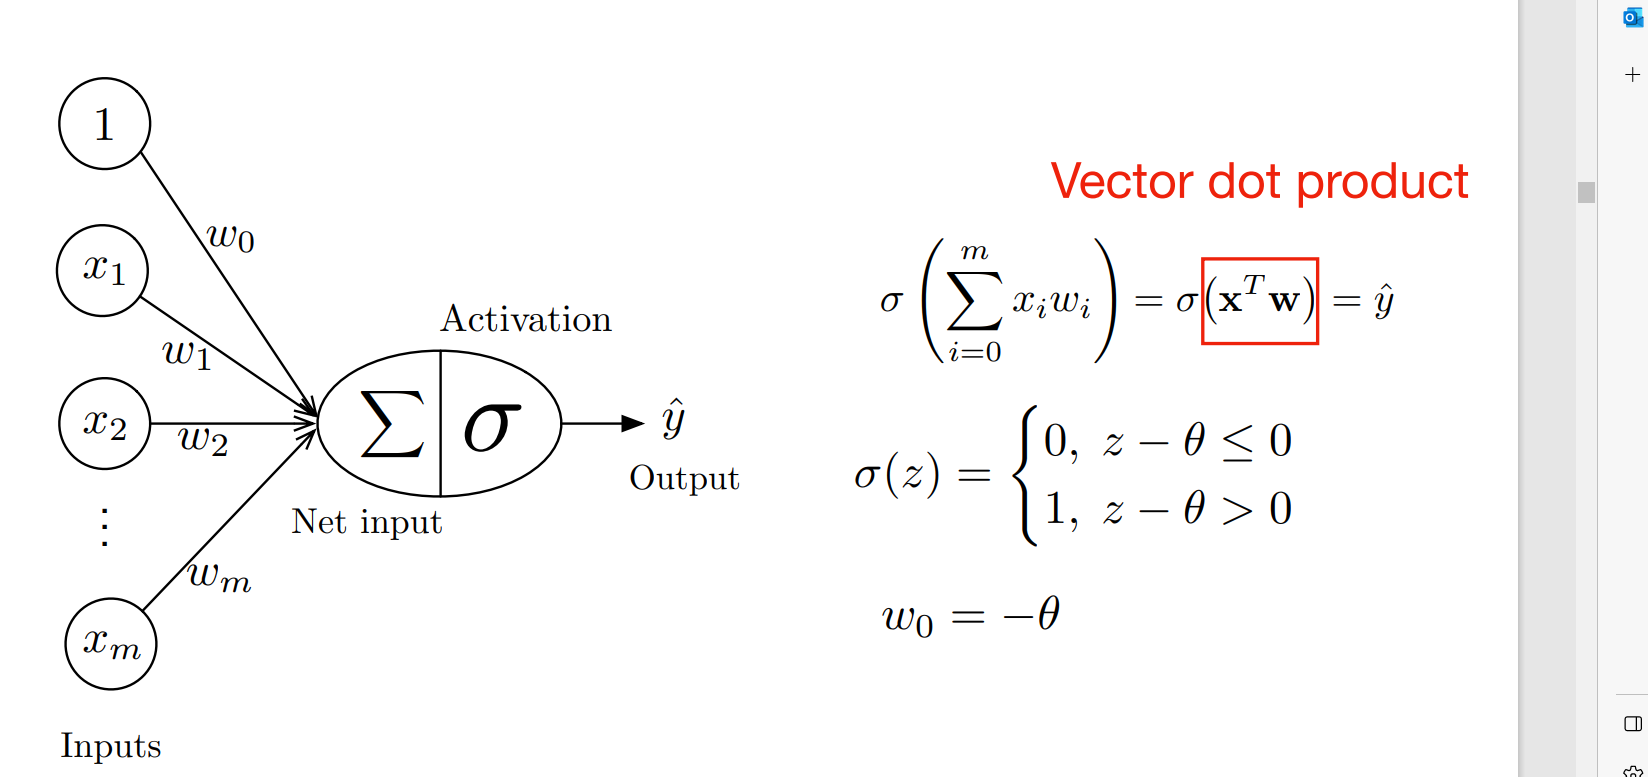 1
w₀
x₁
w₁
x₂
w₂
⋮
wₘ
xₘ
Inputs
Activation
∑ σ
Net input
ŷ
Output
Vector dot product
σ(∑_{i=0}^{m} xᵢwᵢ) = σ(𝐱ᵀ𝐰) = ŷ
σ(z) = { 0, z − θ ≤ 0
1, z − θ > 0
w₀ = −θ